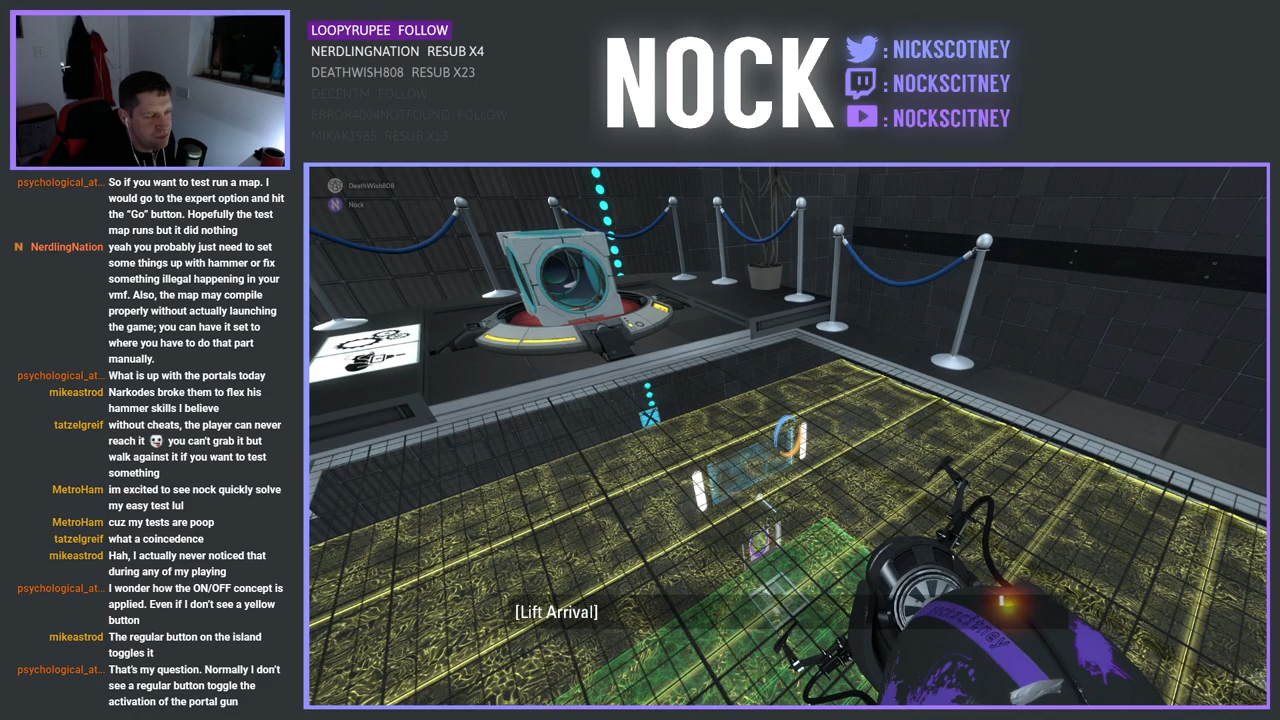 LOOPYRUPEE FOLLOW
NERDLINGNATION RESUB X4
DEATHWISH808 RESUB X23
DECENTM FOLLOW
ERROR4004NOTFOUND FOLLOW
MIKAK1985 RESUB X13
NOCK
: NICKSCOTNEY
: NOCKSCITNEY
: NOCKSCITNEY
psychological_at... So if you want to test run a map. I
would go to the expert option and hit
the “Go” button. Hopefully the test
map runs but it did nothing
N NerdlingNation yeah you probably just need to set
some things up with hammer or fix
something illegal happening in your
vmf. Also, the map may compile
properly without actually launching
the game; you can have it set to
where you have to do that part
manually.
psychological_at... What is up with the portals today
mikeastrod Narkodes broke them to flex his
hammer skills I believe
tatzelgreif without cheats, the player can never
reach it you can't grab it but
walk against it if you want to test
something
MetroHam im excited to see nock quickly solve
my easy test lul
MetroHam cuz my tests are poop
tatzelgreif what a coincedence
mikeastrod Hah, I actually never noticed that
during any of my playing
psychological_at... I wonder how the ON/OFF concept is
applied. Even if I don’t see a yellow
button
mikeastrod The regular button on the island
toggles it
psychological_at... That’s my question. Normally I don’t
see a regular button toggle the
activation of the portal gun
DeathWish808
Nock
[Lift Arrival]